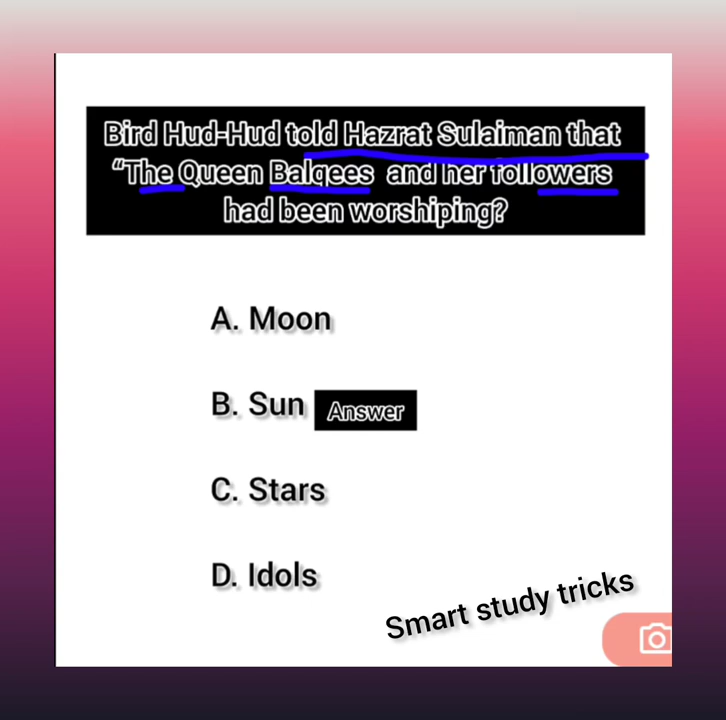 Bird Hud-Hud told Hazrat Sulaiman that
“The Queen Balqees and her followers
had been worshiping?
A. Moon
B. Sun Answer
C. Stars
D. Idols
Smart study tricks